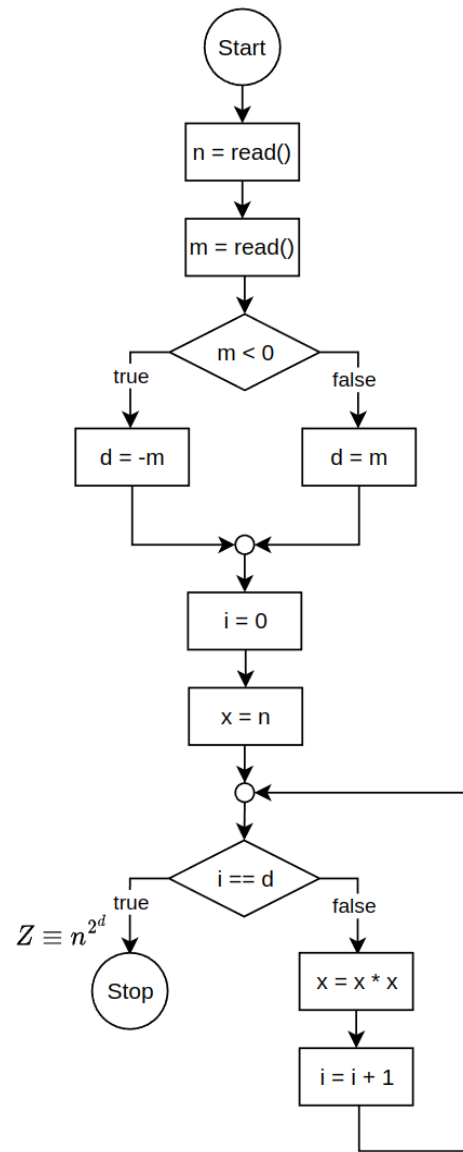 Start
n = read()
m = read()
m < 0
true
false
d = -m
d = m
i = 0
x = n
i == d
true
false
Z ≡ n^{2^d}
x = x * x
Stop
i = i + 1